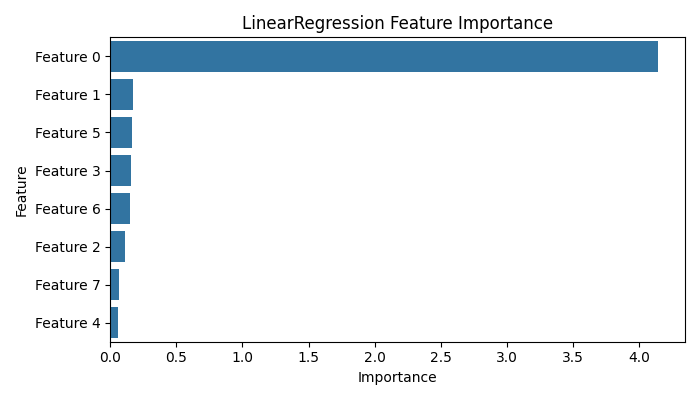 LinearRegression Feature Importance
Feature 0
Feature 1
Feature 5
Feature 3
Feature 6
Feature 2
Feature 7
Feature 4
Feature
0.0 0.5 1.0 1.5 2.0 2.5 3.0 3.5 4.0
Importance